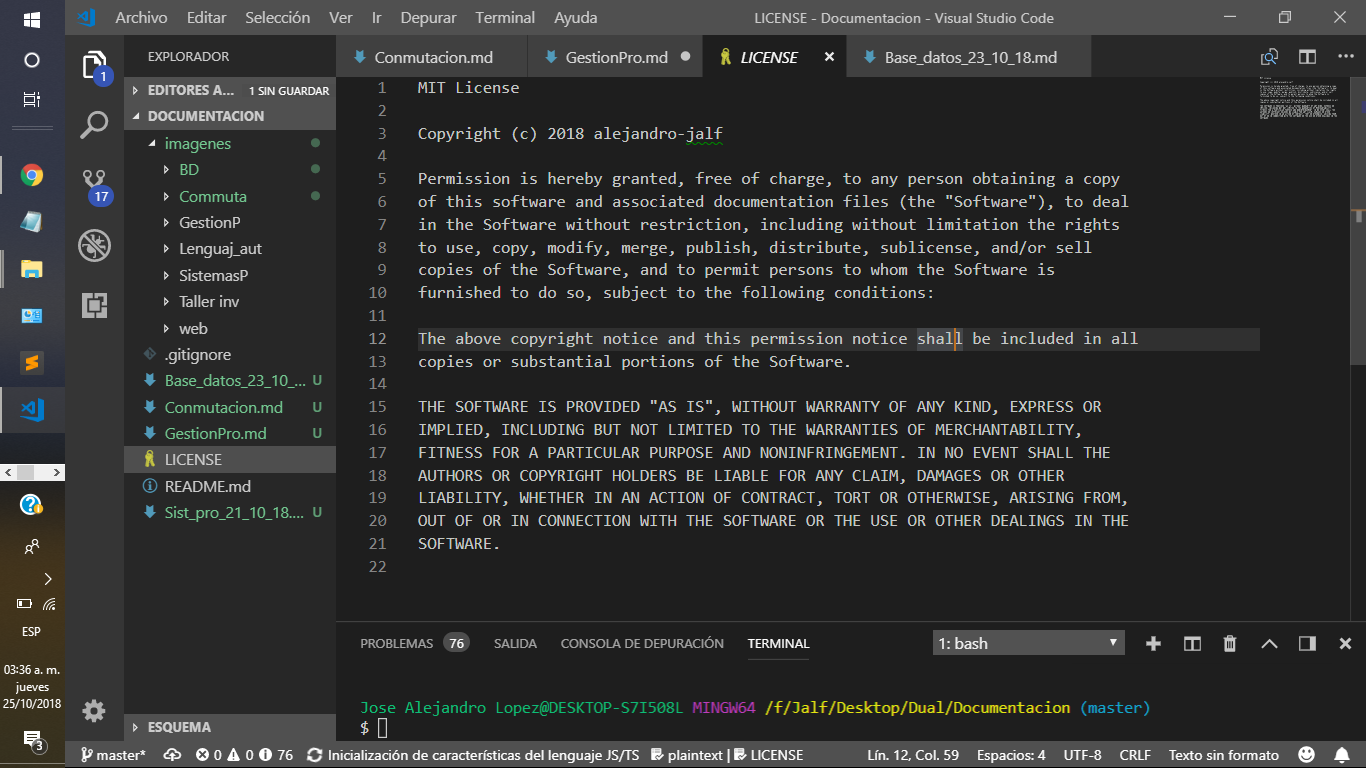 Archivo Editar Selección Ver Ir Depurar Terminal Ayuda LICENSE - Documentacion - Visual Studio Code
EXPLORADOR
Conmutacion.md GestionPro.md LICENSE Base_datos_23_10_18.md
1
EDITORES A... 1 SIN GUARDAR
DOCUMENTACION
imagenes
BD
Commuta
GestionP
Lenguaj_aut
SistemasP
Taller inv
web
.gitignore
Base_datos_23_10_... U
Conmutacion.md U
GestionPro.md U
LICENSE
README.md
Sist_pro_21_10_18.... U
ESQUEMA
17
1 MIT License
2
3 Copyright (c) 2018 alejandro-jalf
4
5 Permission is hereby granted, free of charge, to any person obtaining a copy
6 of this software and associated documentation files (the "Software"), to deal
7 in the Software without restriction, including without limitation the rights
8 to use, copy, modify, merge, publish, distribute, sublicense, and/or sell
9 copies of the Software, and to permit persons to whom the Software is
10 furnished to do so, subject to the following conditions:
11
12 The above copyright notice and this permission notice shall be included in all
13 copies or substantial portions of the Software.
14
15 THE SOFTWARE IS PROVIDED "AS IS", WITHOUT WARRANTY OF ANY KIND, EXPRESS OR
16 IMPLIED, INCLUDING BUT NOT LIMITED TO THE WARRANTIES OF MERCHANTABILITY,
17 FITNESS FOR A PARTICULAR PURPOSE AND NONINFRINGEMENT. IN NO EVENT SHALL THE
18 AUTHORS OR COPYRIGHT HOLDERS BE LIABLE FOR ANY CLAIM, DAMAGES OR OTHER
19 LIABILITY, WHETHER IN AN ACTION OF CONTRACT, TORT OR OTHERWISE, ARISING FROM,
20 OUT OF OR IN CONNECTION WITH THE SOFTWARE OR THE USE OR OTHER DEALINGS IN THE
21 SOFTWARE.
22
PROBLEMAS 76 SALIDA CONSOLA DE DEPURACIÓN TERMINAL 1: bash
Jose Alejandro Lopez@DESKTOP-S7I508L MINGW64 /f/Jalf/Desktop/Dual/Documentacion (master)
$
ESP
03:36 a. m.
jueves
25/10/2018
3
master* 0 0 76 Inicialización de características del lenguaje JS/TS plaintext | LICENSE Lín. 12, Col. 59 Espacios: 4 UTF-8 CRLF Texto sin formato